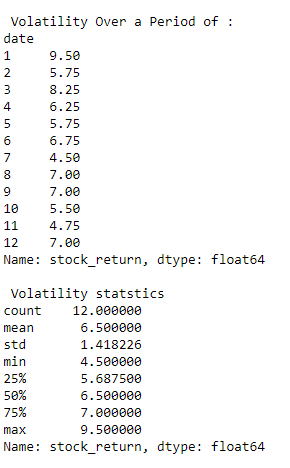 Volatility Over a Period of :
date
1     9.50
2     5.75
3     8.25
4     6.25
5     5.75
6     6.75
7     4.50
8     7.00
9     7.00
10    5.50
11    4.75
12    7.00
Name: stock_return, dtype: float64
Volatility statstics
count    12.000000
mean      6.500000
std       1.418226
min       4.500000
25%       5.687500
50%       6.500000
75%       7.000000
max       9.500000
Name: stock_return, dtype: float64